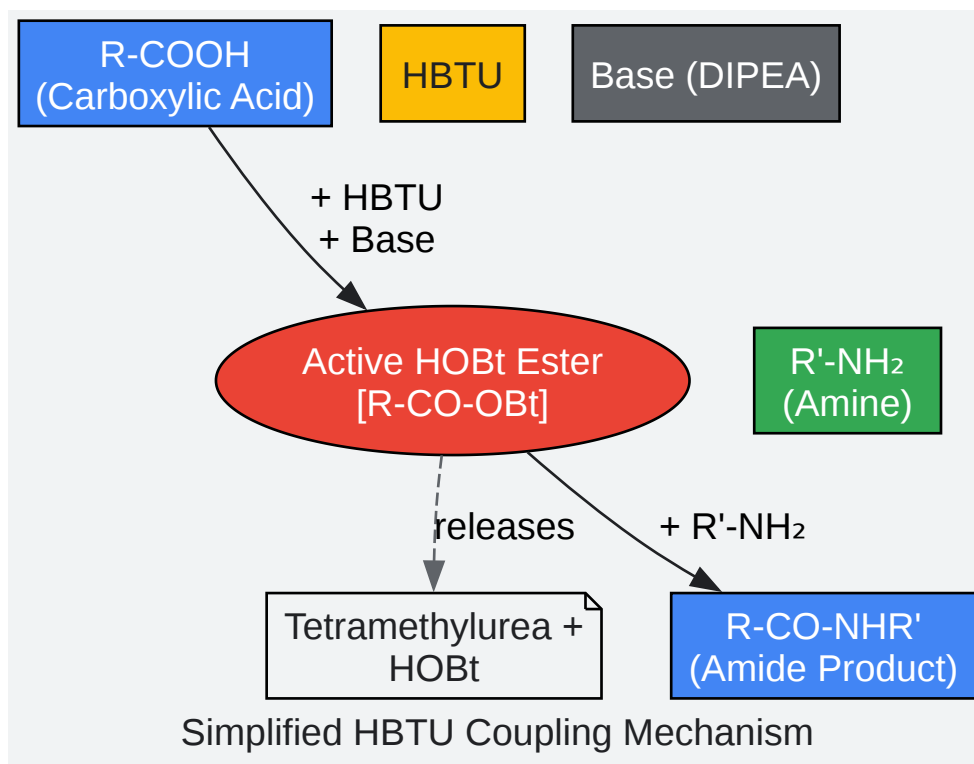 R-COOH
(Carboxylic Acid)
HBTU
Base (DIPEA)
+ HBTU
+ Base
Active HOBt Ester
[R-CO-OBt]
R'-NH₂
(Amine)
releases
+ R'-NH₂
Tetramethylurea +
HOBt
R-CO-NHR'
(Amide Product)
Simplified HBTU Coupling Mechanism